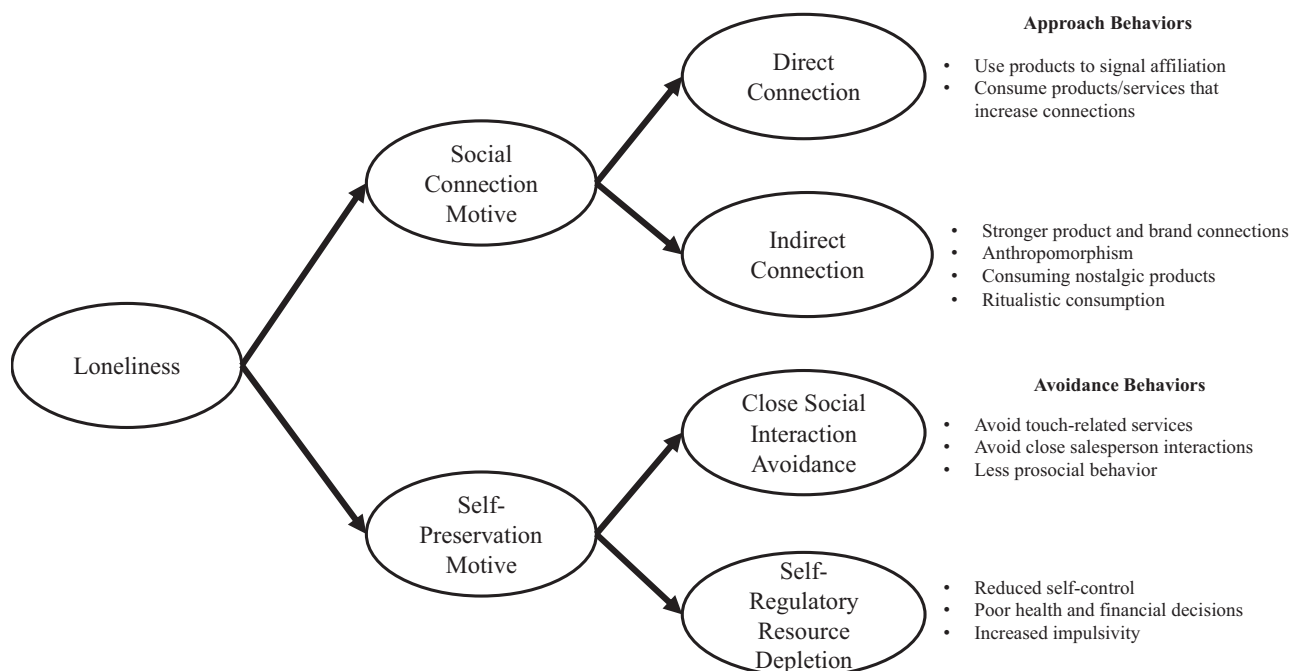 Approach Behaviors
Direct
Connection
• Use products to signal affiliation
• Consume products/services that
increase connections
Social
Connection
Motive
Indirect
Connection
• Stronger product and brand connections
• Anthropomorphism
• Consuming nostalgic products
• Ritualistic consumption
Loneliness
Avoidance Behaviors
Close Social
Interaction
Avoidance
• Avoid touch-related services
• Avoid close salesperson interactions
• Less prosocial behavior
Self-
Preservation
Motive
Self-
Regulatory
Resource
Depletion
• Reduced self-control
• Poor health and financial decisions
• Increased impulsivity